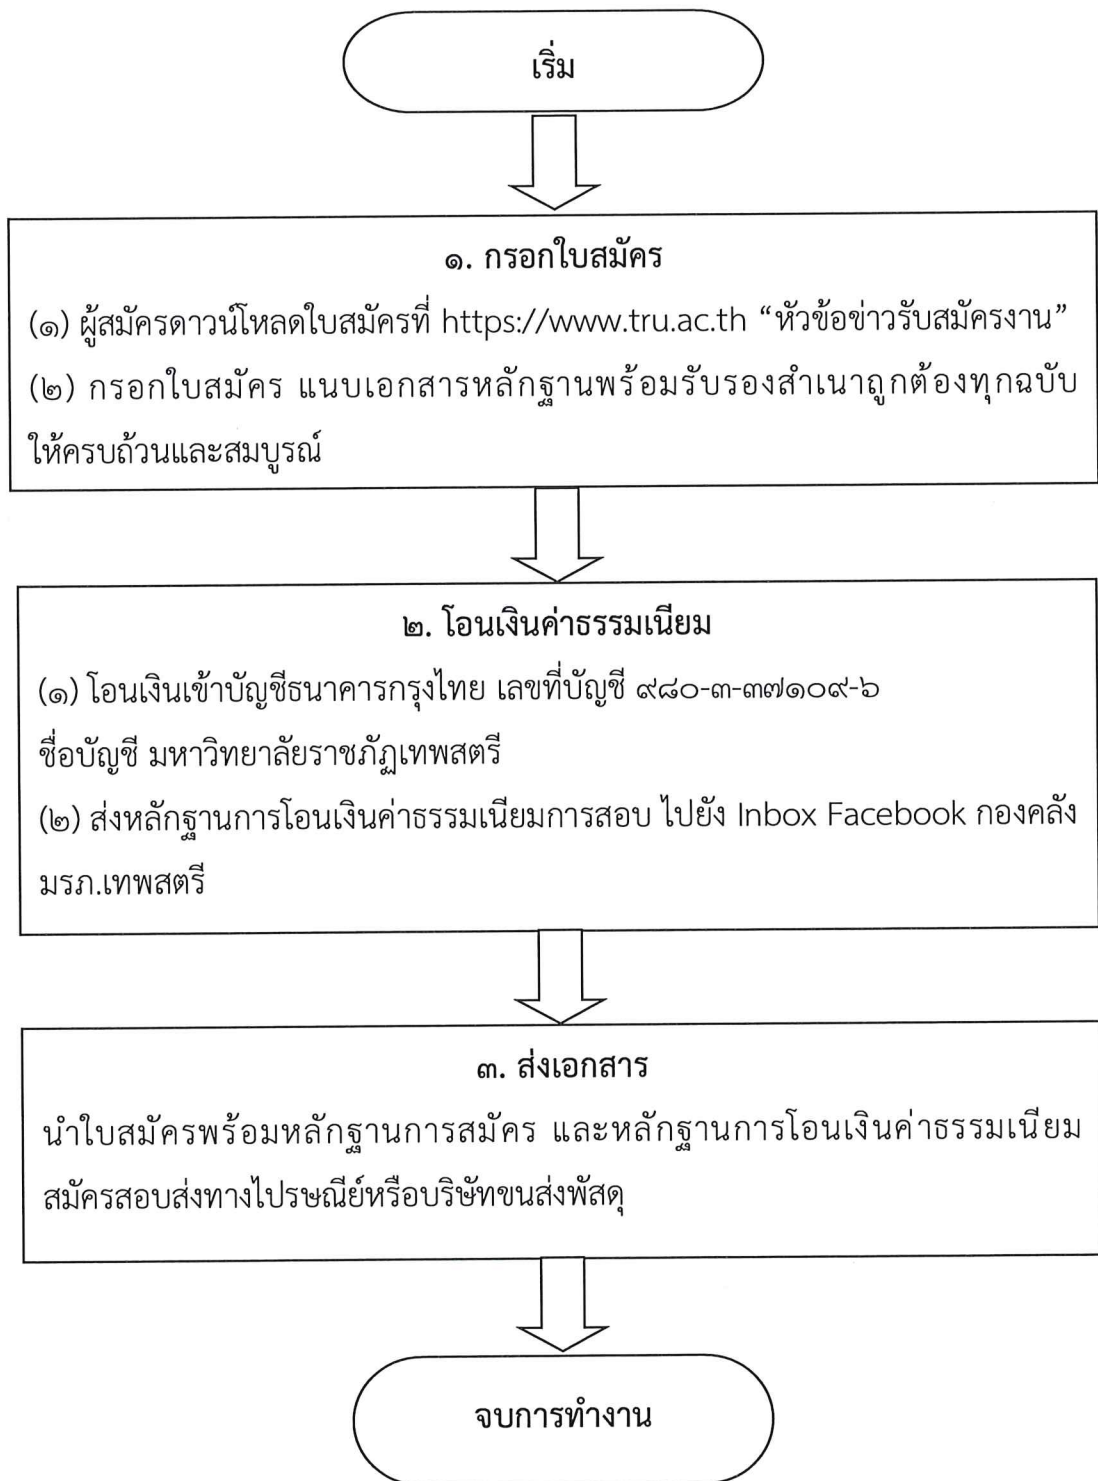 เริ่ม
๑. กรอกใบสมัคร
(๑) ผู้สมัครดาวน์โหลดใบสมัครที่ https://www.tru.ac.th “หัวข้อข่าวรับสมัครงาน”
(๒) กรอกใบสมัคร แนบเอกสารหลักฐานพร้อมรับรองสำเนาถูกต้องทุกฉบับ
ให้ครบถ้วนและสมบูรณ์
๒. โอนเงินค่าธรรมเนียม
(๑) โอนเงินเข้าบัญชีธนาคารกรุงไทย เลขที่บัญชี ๙๘๐-๓-๓๗๑๐๙-๖
ชื่อบัญชี มหาวิทยาลัยราชภัฏเทพสตรี
(๒) ส่งหลักฐานการโอนเงินค่าธรรมเนียมการสอบ ไปยัง Inbox Facebook กองคลัง
มรภ.เทพสตรี
๓. ส่งเอกสาร
นำใบสมัครพร้อมหลักฐานการสมัคร และหลักฐานการโอนเงินค่าธรรมเนียม
สมัครสอบส่งทางไปรษณีย์หรือบริษัทขนส่งพัสดุ
จบการทำงาน